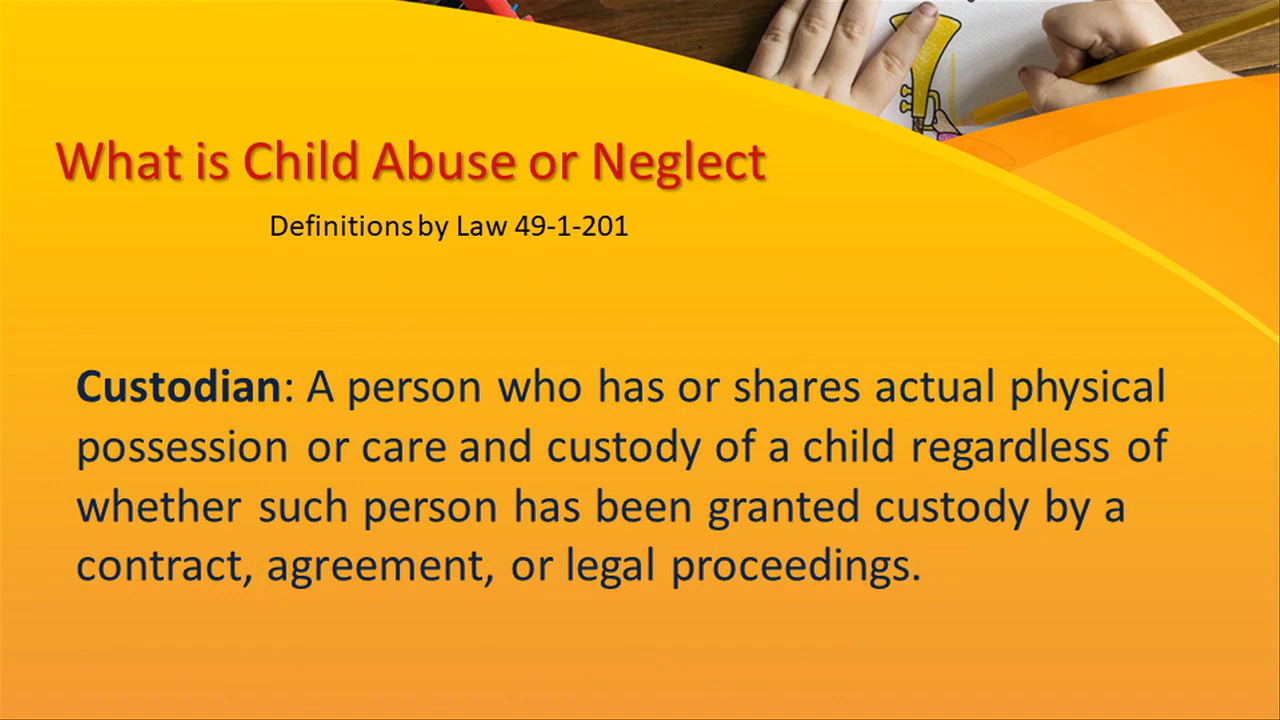 What is Child Abuse or Neglect
Definitions by Law 49-1-201
Custodian: A person who has or shares actual physical
possession or care and custody of a child regardless of
whether such person has been granted custody by a
contract, agreement, or legal proceedings.